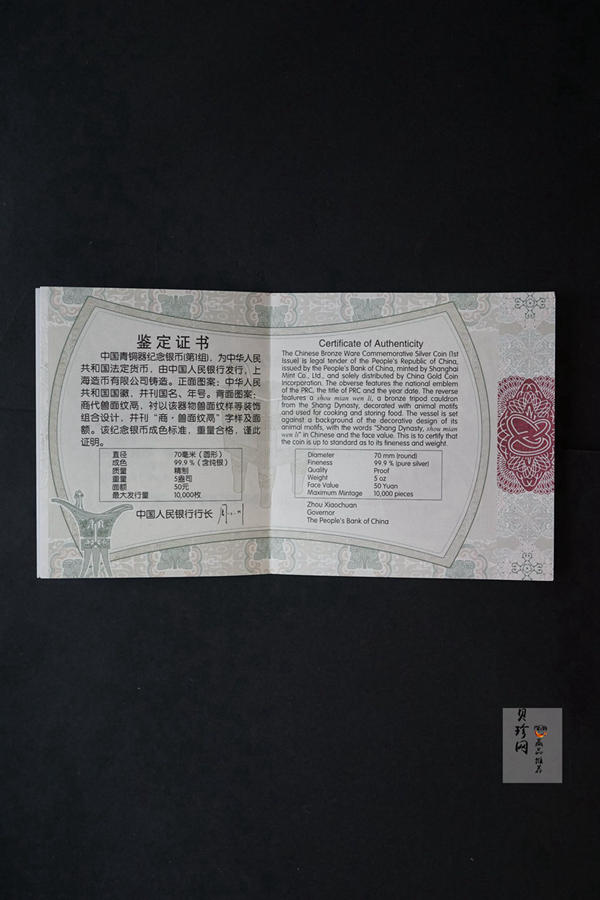 鉴定证书
中国青铜器纪念银币(第1组)，为中华人民
共和国法定货币，由中国人民银行发行，上
海造币有限公司铸造。正面图案：中华人民
共和国国徽，并刊国名、年号。背面图案：
商代兽面纹鬲，衬以该器物兽面纹样等装饰
组合设计，并刊“商·兽面纹鬲”字样及面
额。该纪念银币成色标准，重量合格，谨此
证明。
直径 70毫米（圆形）
成色 99.9％（含纯银）
质量 精制
重量 5盎司
面额 50元
最大发行量 10,000枚
中国人民银行行长
Certificate of Authenticity
The Chinese Bronze Ware Commemorative Silver Coin (1st
Issue) is legal tender of the People's Republic of China,
issued by the People's Bank of China, minted by Shanghai
Mint Co., Ltd., and solely distributed by China Gold Coin
Incorporation. The obverse features the national emblem
of the PRC, the title of PRC and the year date. The reverse
features a shou mian wen li, a bronze tripod cauldron
from the Shang Dynasty, decorated with animal motifs
and used for cooking and storing food. The vessel is set
against a background of the decorative design of its
animal motifs, with the words "Shang Dynasty, shou mian
wen li" in Chinese and the face value. This is to certify that
the coin is up to standard as to its fineness and weight.
Diameter 70 mm (round)
Fineness 99.9 % (pure silver)
Quality Proof
Weight 5 oz
Face Value 50 Yuan
Maximum Mintage 10,000 pieces
Zhou Xiaochuan
Governor
The People's Bank of China
贝珍网
藏品推荐